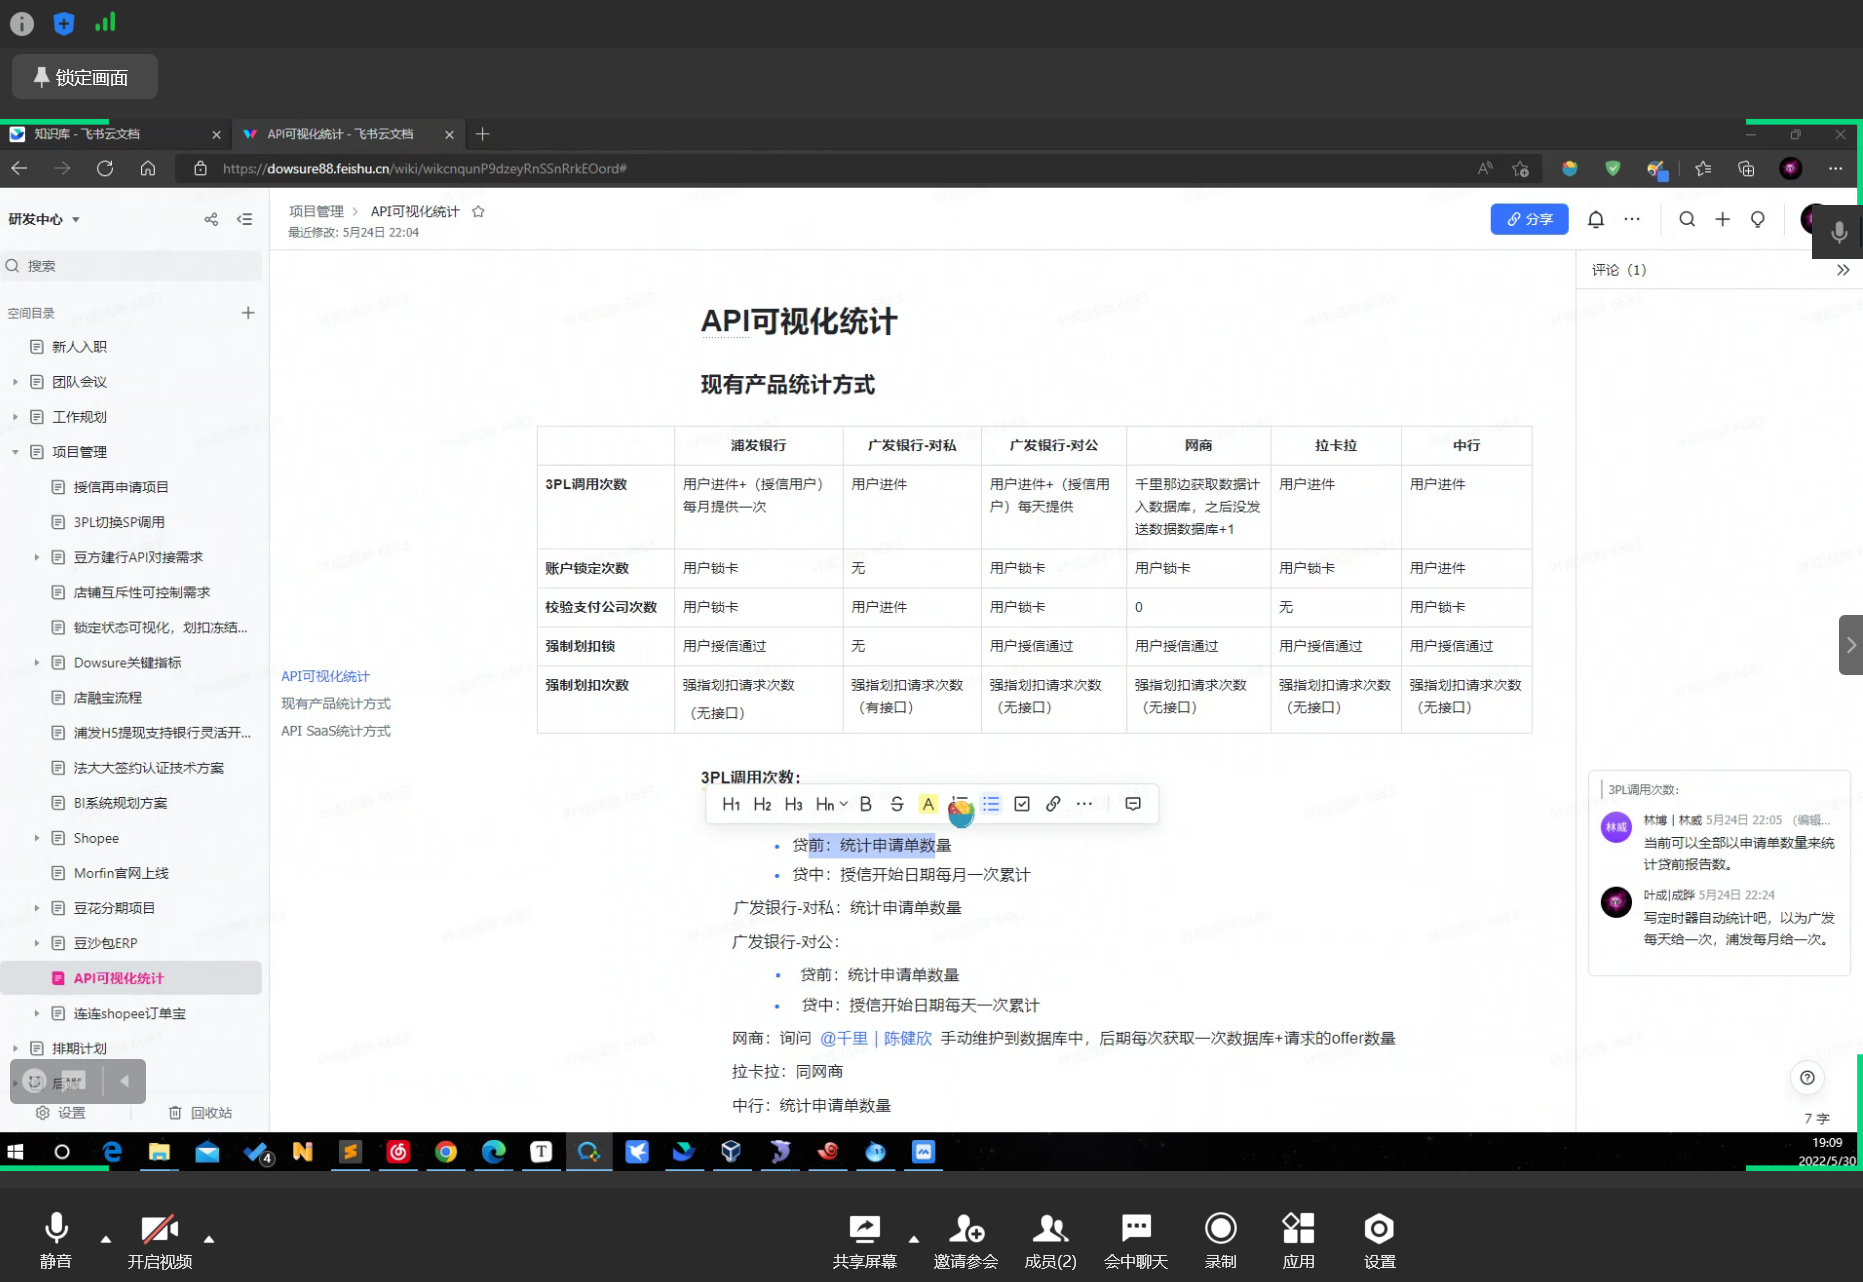 锁定画面
知识库 - 飞书云文档
API可视化统计 - 飞书云文档
https://dowsure88.feishu.cn/wiki/wikcnqunP9dzeyRnSSnRrkEOord#
研发中心
搜索
空间目录
新人入职
团队会议
工作规划
项目管理
授信再申请项目
3PL切换SP调用
豆方建行API对接需求
店铺互斥性可控制需求
锁定状态可视化，划扣冻结...
Dowsure关键指标
店融宝流程
浦发H5提现支持银行灵活开...
法大大签约认证技术方案
BI系统规划方案
Shopee
Morfin官网上线
豆花分期项目
豆沙包ERP
API可视化统计
连连shopee订单宝
排期计划
设置
回收站
项目管理 > API可视化统计
最近修改: 5月24日 22:04
分享
API可视化统计
现有产品统计方式
API SaaS统计方式
API可视化统计
现有产品统计方式
浦发银行 广发银行-对私 广发银行-对公 网商 拉卡拉 中行
3PL调用次数 用户进件+（授信用户）每月提供一次 用户进件 用户进件+（授信用户）每天提供 千里那边获取数据计入数据库，之后没发送数据数据库+1 用户进件 用户进件
账户锁定次数 用户锁卡 无 用户锁卡 用户锁卡 用户锁卡 用户进件
校验支付公司次数 用户锁卡 用户进件 用户锁卡 0 无 用户锁卡
强制划扣锁 用户授信通过 无 用户授信通过 用户授信通过 用户授信通过 用户授信通过
强制划扣次数 强指划扣请求次数（无接口） 强指划扣请求次数（有接口） 强指划扣请求次数（无接口） 强指划扣请求次数（无接口） 强指划扣请求次数（无接口） 强指划扣请求次数（无接口）
3PL调用次数：
H1 H2 H3 Hn B S A
贷前：统计申请单数量
贷中：授信开始日期每月一次累计
广发银行-对私：统计申请单数量
广发银行-对公：
贷前：统计申请单数量
贷中：授信开始日期每天一次累计
网商：询问 @千里 | 陈健欣 手动维护到数据库中，后期每次获取一次数据库+请求的offer数量
拉卡拉：同网商
中行：统计申请单数量
评论（1）
3PL调用次数：
林威
林博 | 林威 5月24日 22:05 （编辑...
当前可以全部以申请单数量来统
计贷前报告数。
叶成|成晔 5月24日 22:24
写定时器自动统计吧，以为广发
每天给一次，浦发每月给一次。
7 字
4
19:09
2022/5/30
静音
开启视频
共享屏幕
邀请参会
成员(2)
会中聊天
录制
应用
设置